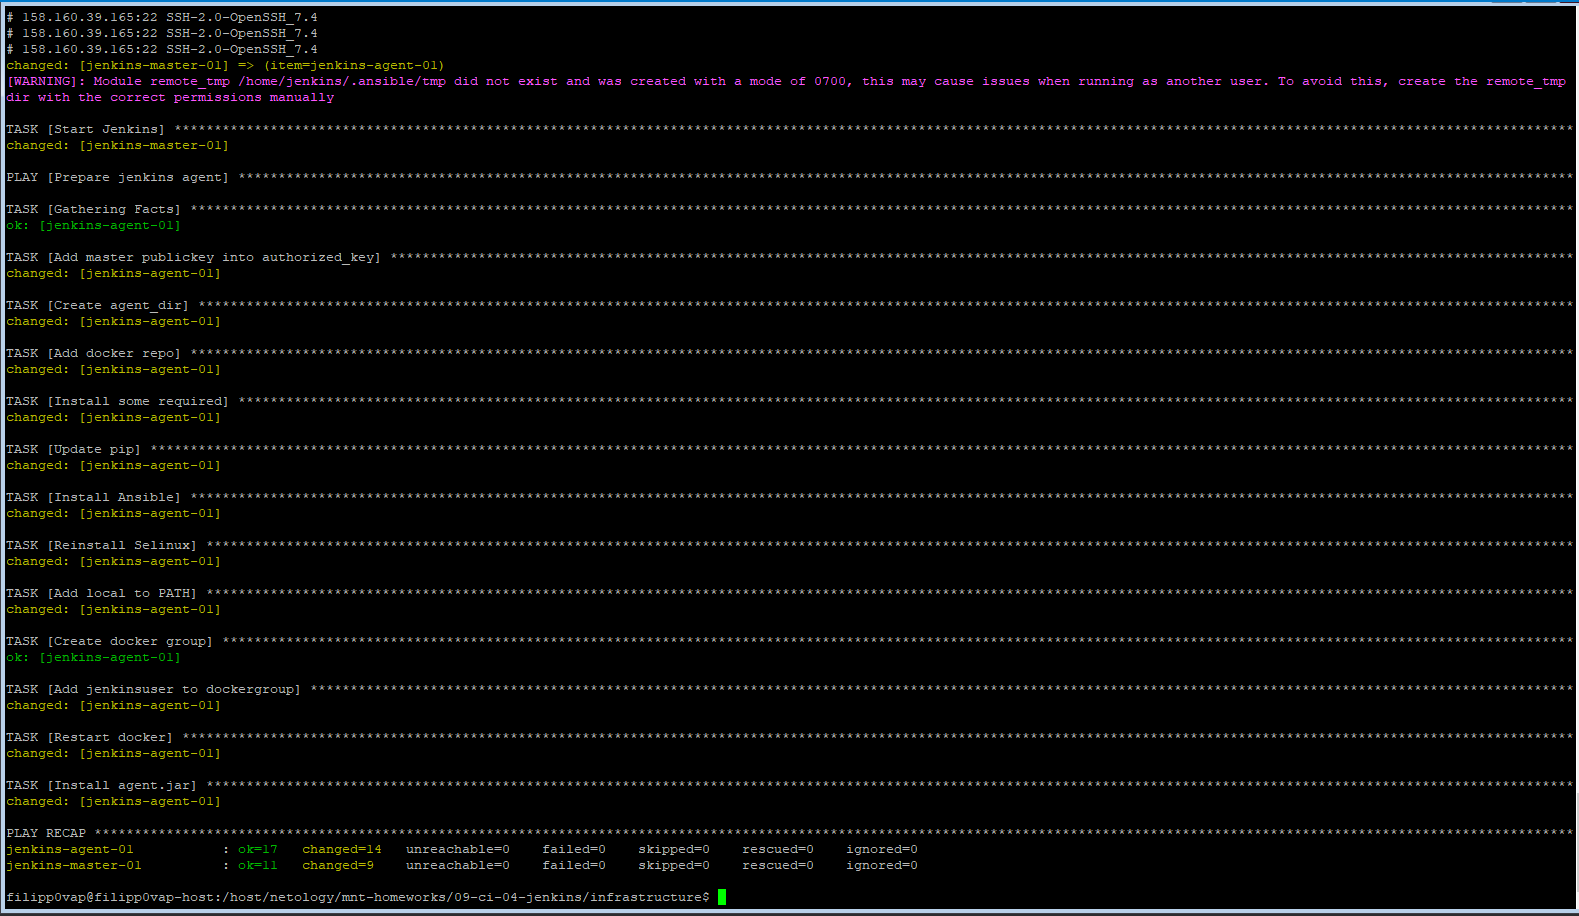 # 158.160.39.165:22 SSH-2.0-OpenSSH_7.4
# 158.160.39.165:22 SSH-2.0-OpenSSH_7.4
# 158.160.39.165:22 SSH-2.0-OpenSSH_7.4
changed: [jenkins-master-01] => (item=jenkins-agent-01)
[WARNING]: Module remote_tmp /home/jenkins/.ansible/tmp did not exist and was created with a mode of 0700, this may cause issues when running as another user. To avoid this, create the remote_tmp
dir with the correct permissions manually
TASK [Start Jenkins] ****************************************************************
changed: [jenkins-master-01]
PLAY [Prepare jenkins agent] ****************************************************************
TASK [Gathering Facts] ****************************************************************
ok: [jenkins-agent-01]
TASK [Add master publickey into authorized_key] ****************************************************************
changed: [jenkins-agent-01]
TASK [Create agent_dir] ****************************************************************
changed: [jenkins-agent-01]
TASK [Add docker repo] ****************************************************************
changed: [jenkins-agent-01]
TASK [Install some required] ****************************************************************
changed: [jenkins-agent-01]
TASK [Update pip] ****************************************************************
changed: [jenkins-agent-01]
TASK [Install Ansible] ****************************************************************
changed: [jenkins-agent-01]
TASK [Reinstall Selinux] ****************************************************************
changed: [jenkins-agent-01]
TASK [Add local to PATH] ****************************************************************
changed: [jenkins-agent-01]
TASK [Create docker group] ****************************************************************
ok: [jenkins-agent-01]
TASK [Add jenkinsuser to dockergroup] ****************************************************************
changed: [jenkins-agent-01]
TASK [Restart docker] ****************************************************************
changed: [jenkins-agent-01]
TASK [Install agent.jar] ****************************************************************
changed: [jenkins-agent-01]
PLAY RECAP ****************************************************************
jenkins-agent-01 : ok=17 changed=14 unreachable=0 failed=0 skipped=0 rescued=0 ignored=0
jenkins-master-01 : ok=11 changed=9 unreachable=0 failed=0 skipped=0 rescued=0 ignored=0
filipp0vap@filipp0vap-host:/host/netology/mnt-homeworks/09-ci-04-jenkins/infrastructure$